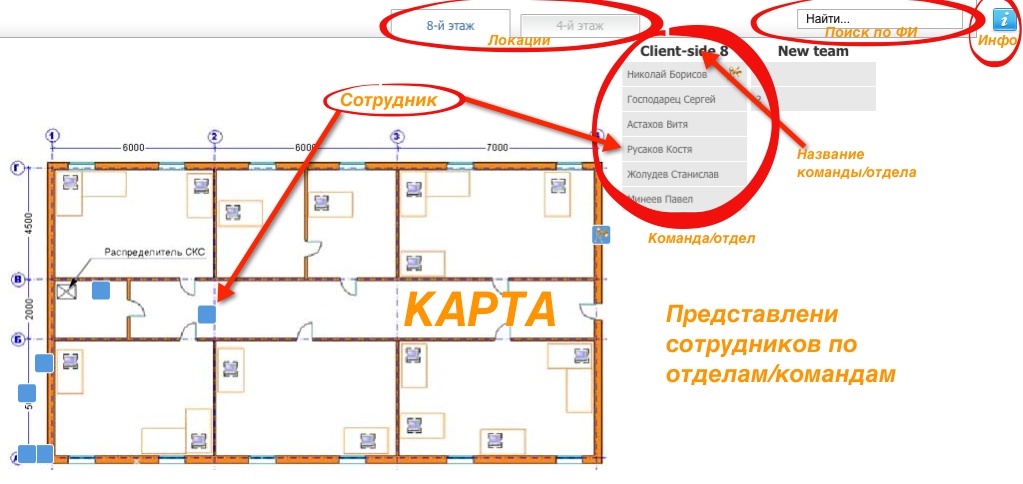 8-й этаж
4-й этаж
Локации
Найти...
Поиск по ФИ
Инфо
Client-side 8
New team
Николай Борисов
Господарец Сергей
Астахов Витя
Русаков Костя
Жолудев Станислав
Минеев Павел
2
Сотрудник
Название
команды/отдела
Команда/отдел
1
2
3
6000
6000
7000
Г
4500
Распределитель СКС
В
2000
КАРТА
Б
5
Представлени
сотрудников по
отделам/командам